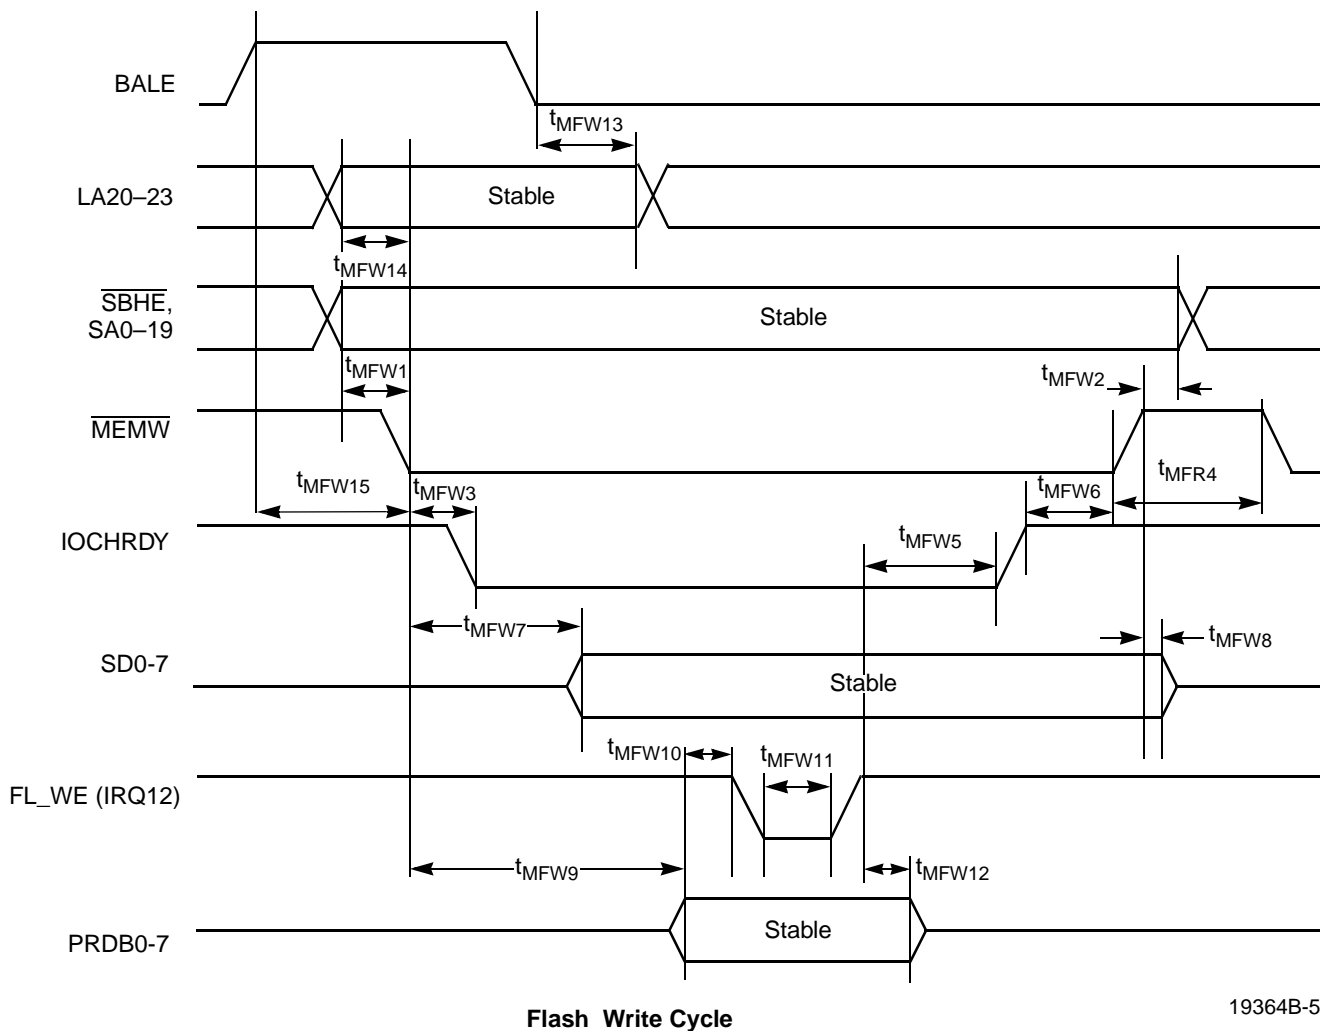 BALE
tMFW13
LA20–23
Stable
tMFW14
SBHE,
SA0–19
Stable
tMFW1
tMFW2
MEMW
tMFW15
tMFW3
tMFW6
tMFR4
IOCHRDY
tMFW5
tMFW7
tMFW8
SD0-7
Stable
tMFW10
tMFW11
FL_WE (IRQ12)
tMFW9
tMFW12
PRDB0-7
Stable
Flash Write Cycle
19364B-5